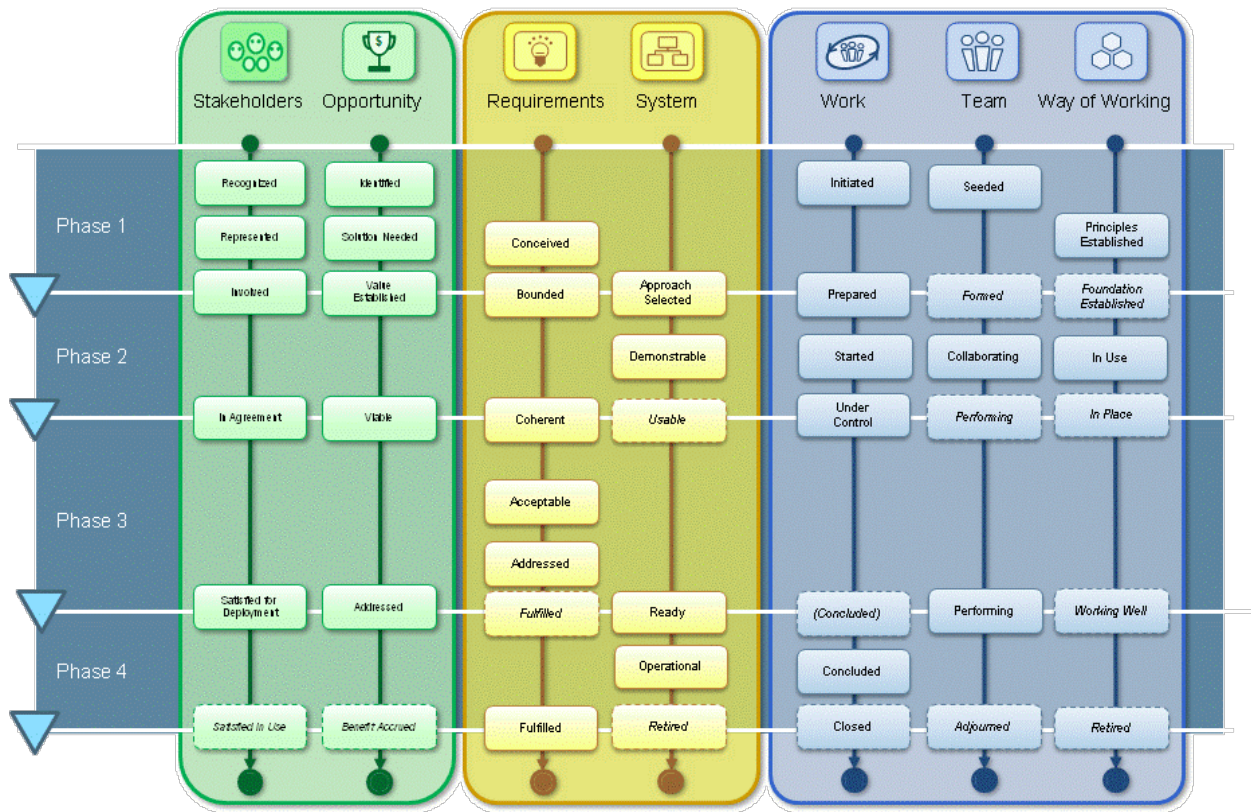 $
Stakeholders Opportunity Requirements System Work Team Way of Working
Recognized Identified Initiated Seeded
Phase 1
Represented Solution Needed Conceived Principles
Established
Involved Value
Established Bounded Approach
Selected Prepared Formed Foundation
Established
Phase 2
Demonstrable Started Collaborating In Use
In Agreement Viable Coherent Usable Under
Control Performing In Place
Acceptable
Phase 3
Addressed
Satisfied for
Deployment Addressed Fulfilled Ready (Concluded) Performing Working Well
Phase 4
Operational Concluded
Satisfied in Use Benefit Accrued Fulfilled Retired Closed Adjourned Retired